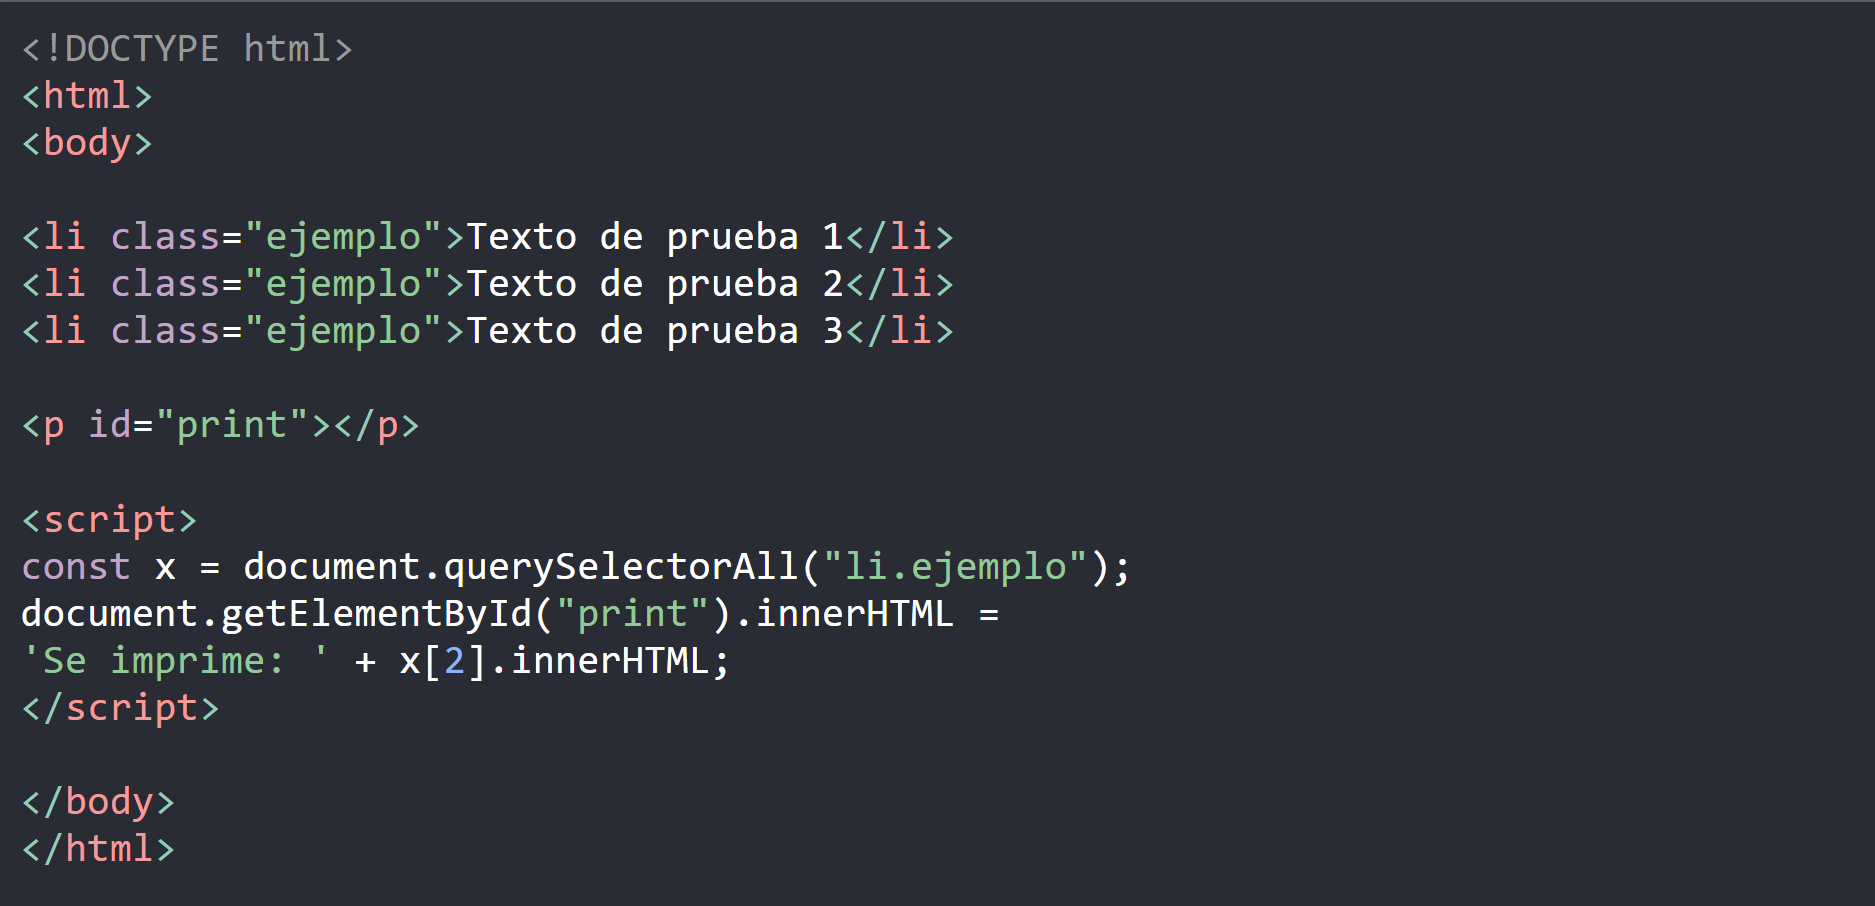 <!DOCTYPE html>
<html>
<body>
<li class="ejemplo">Texto de prueba 1</li>
<li class="ejemplo">Texto de prueba 2</li>
<li class="ejemplo">Texto de prueba 3</li>
<p id="print"></p>
<script>
const x = document.querySelectorAll("li.ejemplo");
document.getElementById("print").innerHTML =
'Se imprime: ' + x[2].innerHTML;
</script>
</body>
</html>